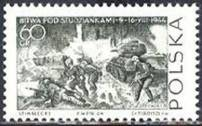 BITWA POD STUDZIANKAMI-9-16-VIII-1944
60 GR
POLSKA